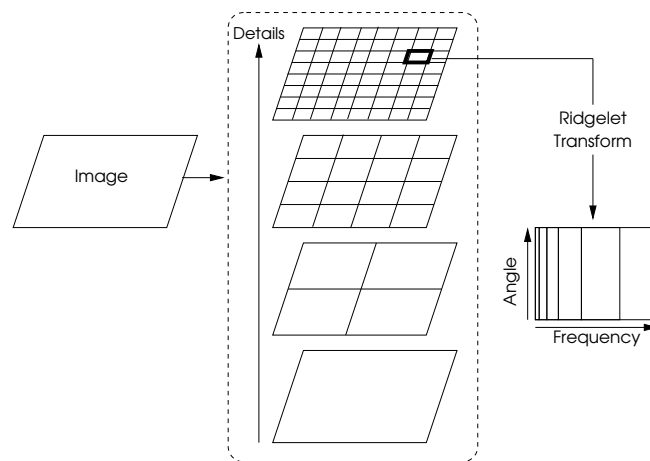 Details
Image
Ridgelet
Transform
Angle
Frequency